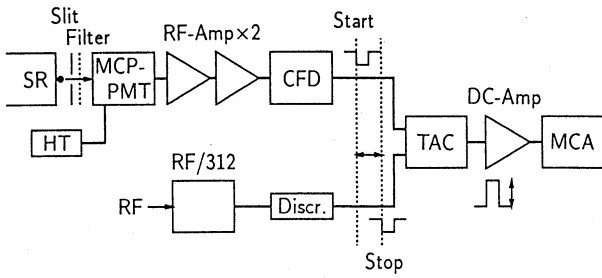 Slit
Filter
RF-Amp×2
Start
SR
MCP-
PMT
CFD
DC-Amp
HT
TAC
MCA
RF/312
RF
Discr.
Stop